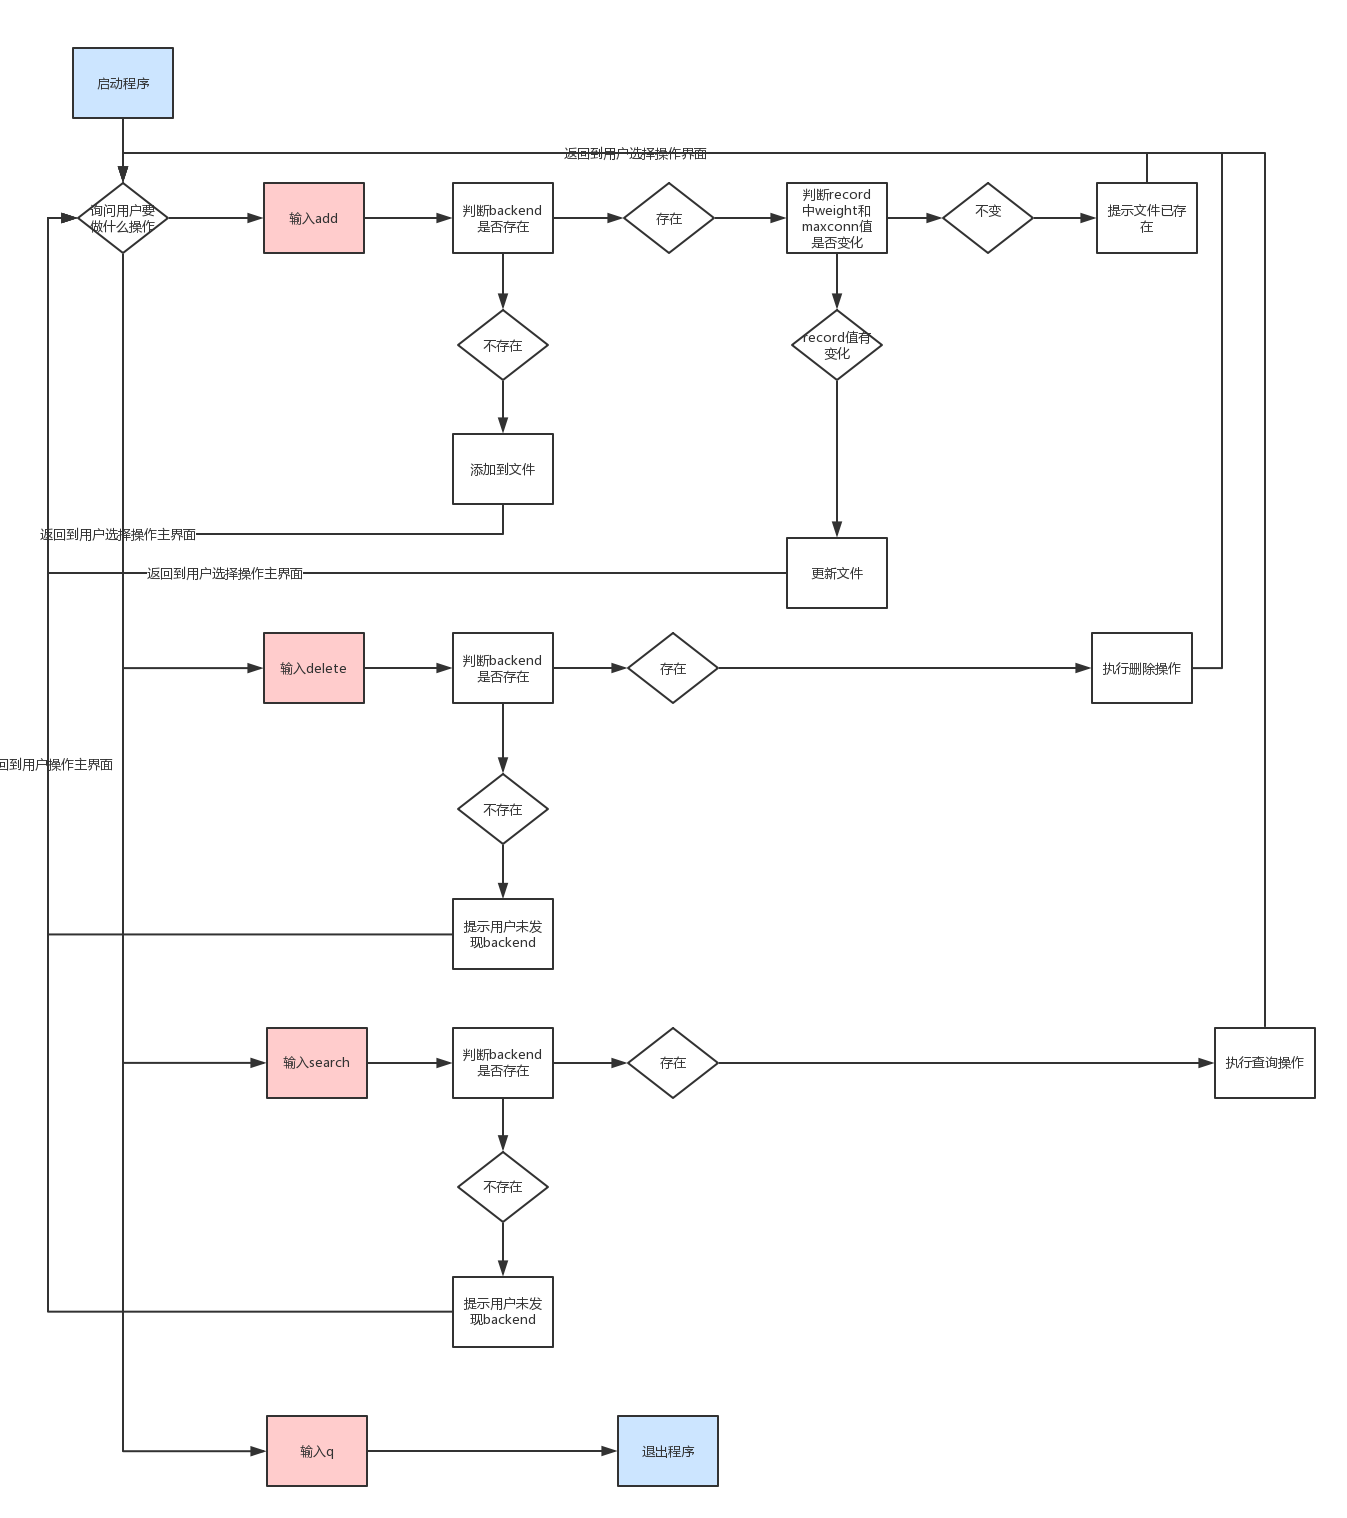 启动程序
返回到用户选择操作界面
询问用户要
做什么操作
输入add
判断backend
是否存在
存在
判断record
中weight和
maxconn值
是否变化
不变
提示文件已存
在
不存在
record值有
变化
添加到文件
返回到用户选择操作主界面
返回到用户选择操作主界面
更新文件
输入delete
判断backend
是否存在
存在
执行删除操作
回到用户操作主界面
不存在
提示用户未发
现backend
输入search
判断backend
是否存在
存在
执行查询操作
不存在
提示用户未发
现backend
输入q
退出程序